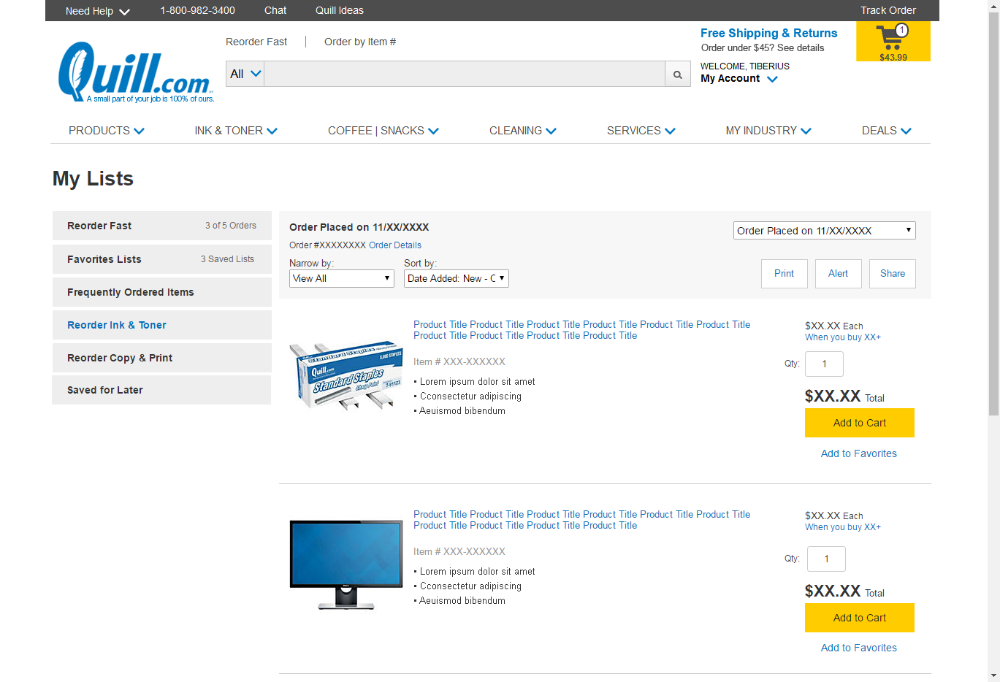 Need Help
1-800-982-3400
Chat
Quill Ideas
Track Order
Quill.com
A small part of your job is 100% of ours.
Reorder Fast
Order by Item #
All
Free Shipping & Returns
Order under $45? See details
WELCOME, TIBERIUS
My Account
1
$43.99
PRODUCTS
INK & TONER
COFFEE | SNACKS
CLEANING
SERVICES
MY INDUSTRY
DEALS
My Lists
Reorder Fast
3 of 5 Orders
Favorites Lists
3 Saved Lists
Frequently Ordered Items
Reorder Ink & Toner
Reorder Copy & Print
Saved for Later
Order Placed on 11/XX/XXXX
Order #XXXXXXXX Order Details
Narrow by:
View All
Sort by:
Date Added: New - O
Order Placed on 11/XX/XXXX
Print
Alert
Share
Standard Staples
5,000 STAPLES
Quill.com
Standard Staples
Sharp Point
7-91123
Product Title Product Title Product Title Product Title Product Title Product Title
Product Title Product Title Product Title Product Title
Item # XXX-XXXXXX
▪ Lorem ipsum dolor sit amet
▪ Cconsectetur adipiscing
▪ Aeuismod bibendum
$XX.XX Each
When you buy XX+
Qty:
1
$XX.XX Total
Add to Cart
Add to Favorites
Product Title Product Title Product Title Product Title Product Title Product Title
Product Title Product Title Product Title Product Title
Item # XXX-XXXXXX
▪ Lorem ipsum dolor sit amet
▪ Cconsectetur adipiscing
▪ Aeuismod bibendum
$XX.XX Each
When you buy XX+
Qty:
1
$XX.XX Total
Add to Cart
Add to Favorites